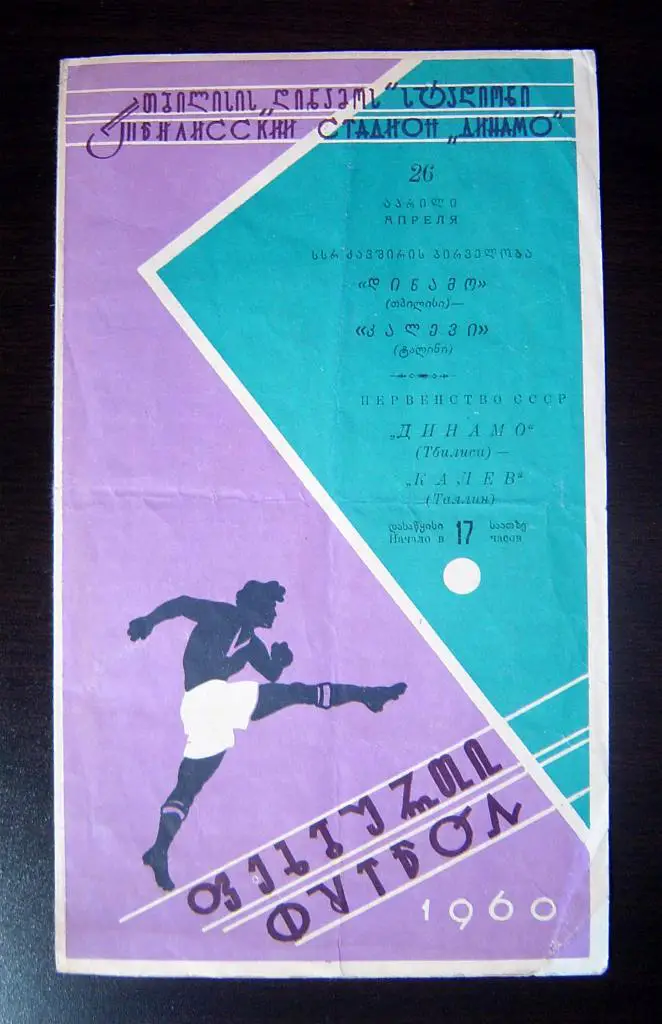 თბილისის „დინამოს“ სტადიონი
Тбилисский стадион „Динамо“
26
აპრილი
АПРЕЛЯ
სსრ კავშირის პირველობა
«დინამო»
(თბილისი)—
«კალევი»
(ტალინი)
ПЕРВЕНСТВО СССР
„ДИНАМО“
(Тбилиси)—
„КАЛЕВ“
(Таллин)
დასაწყისი 17 საათზე
Начало в часов
ფეხბურთი
ФУТБОЛ
1960